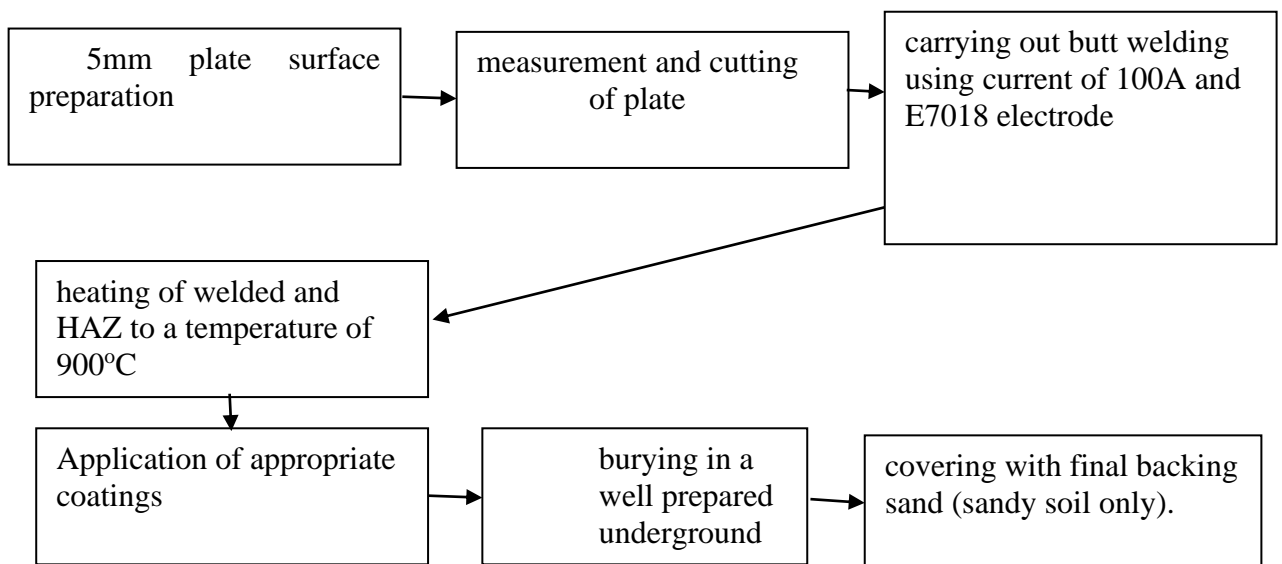 5mm plate surface
preparation
measurement and cutting
of plate
carrying out butt welding
using current of 100A and
E7018 electrode
heating of welded and
HAZ to a temperature of
900ºC
Application of appropriate
coatings
burying in a
well prepared
underground
covering with final backing
sand (sandy soil only).